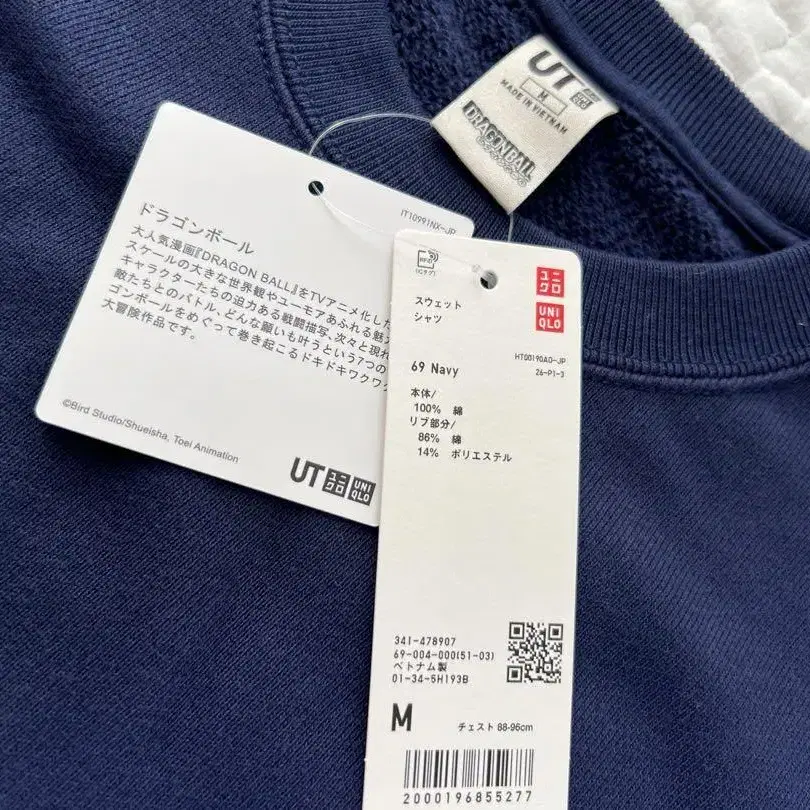 UT
M
MADE IN VIETNAM
DRAGON BALL
IT10991NX-JP
ドラゴンボール
大人気漫画『DRAGON BALL』をTVアニメ化した
スケールの大きな世界観やユーモアあふれる魅
キャラクターたちの迫力ある戦闘描写、次々と現れ
敵たちとのバトル、どんな願いも叶うという7つの
ゴンボールをめぐって巻き起こるドキドキワクワク
大冒険作品です。
©Bird Studio/Shueisha, Toei Animation
UT ユニクロ UNIQLO
RFID
(ICタグ)
ユニクロ
UNIQLO
スウェット
シャツ
HT00190AO-JP
26-P1-3
69 Navy
本体/
100% 綿
リブ部分/
86% 綿
14% ポリエステル
341-478907
69-004-000(51-03)
ベトナム製
01-34-5H193B
M チェスト 88-96cm
2000196855277